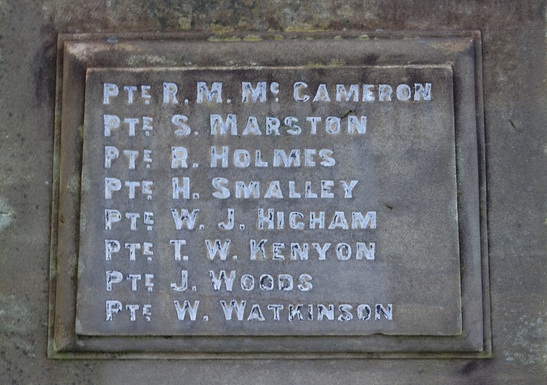 PTE R. M. Mc CAMERON
PTE S. MARSTON
PTE R. HOLMES
PTE H. SMALLEY
PTE W. J. HIGHAM
PTE T. W. KENYON
PTE J. WOODS
PTE W. WATKINSON